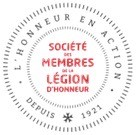 L'HONNEUR EN ACTION
SOCIÉTÉ
DES
MEMBRES
DE LA
LÉGION
D'HONNEUR
DEPUIS 1921